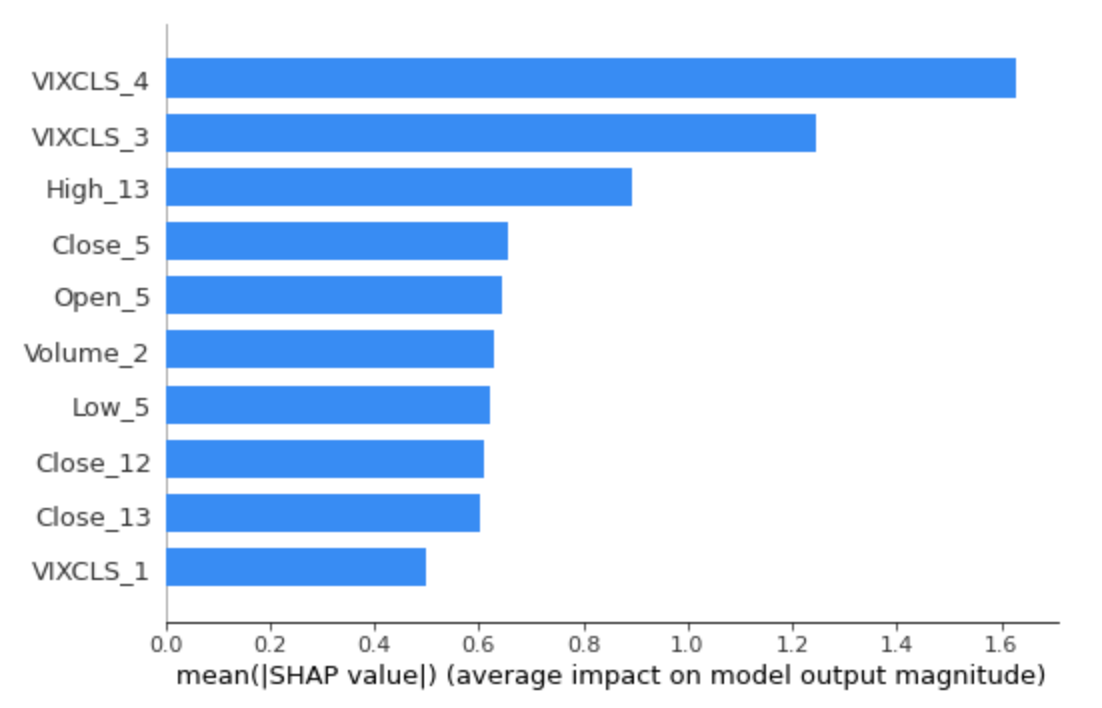 VIXCLS_4
VIXCLS_3
High_13
Close_5
Open_5
Volume_2
Low_5
Close_12
Close_13
VIXCLS_1
0.0 0.2 0.4 0.6 0.8 1.0 1.2 1.4 1.6
mean(|SHAP value|) (average impact on model output magnitude)